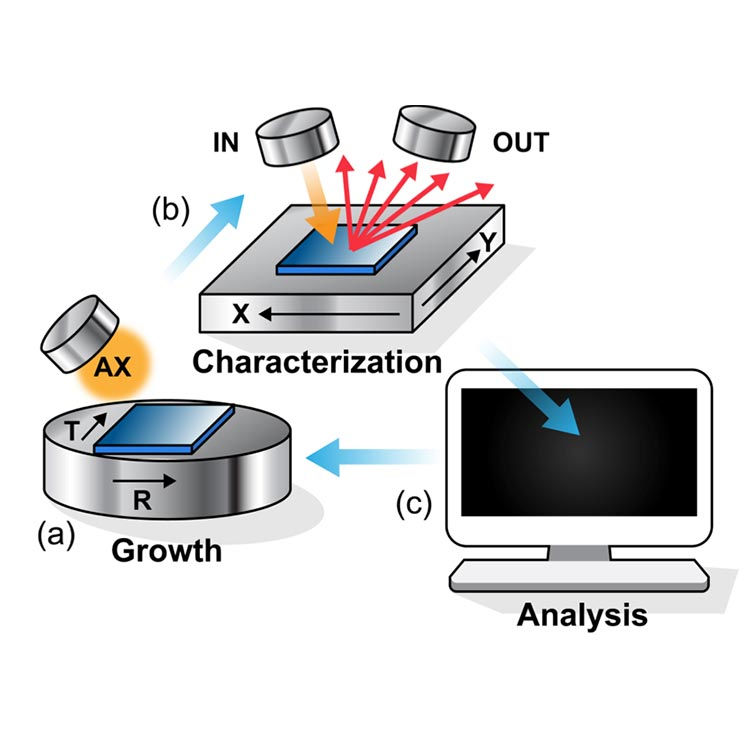 IN
OUT
(b)
Y
X
Characterization
AX
T
R
(a)
Growth
(c)
Analysis